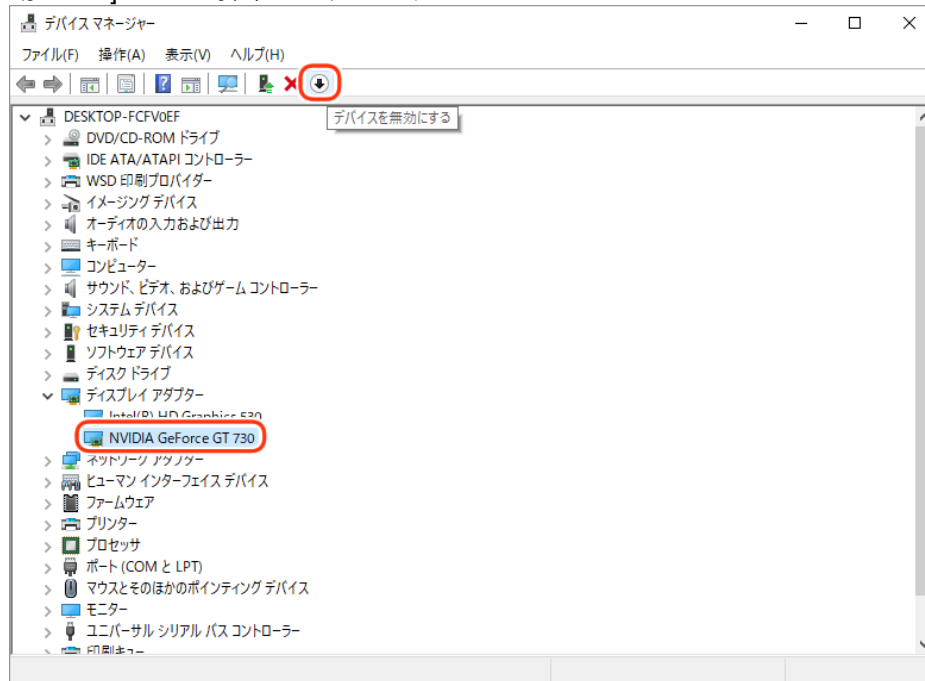 デバイス マネージャー
ファイル(F) 操作(A) 表示(V) ヘルプ(H)
デバイスを無効にする
DESKTOP-FCFV0EF
DVD/CD-ROM ドライブ
IDE ATA/ATAPI コントローラー
WSD 印刷プロバイダー
イメージング デバイス
オーディオの入力および出力
キーボード
コンピューター
サウンド、ビデオ、およびゲーム コントローラー
システム デバイス
セキュリティ デバイス
ソフトウェア デバイス
ディスク ドライブ
ディスプレイ アダプター
Intel(R) HD Graphics 530
NVIDIA GeForce GT 730
ネットワーク アダプター
ヒューマン インターフェイス デバイス
ファームウェア
プリンター
プロセッサ
ポート (COM と LPT)
マウスとそのほかのポインティング デバイス
モニター
ユニバーサル シリアル バス コントローラー
印刷キュー